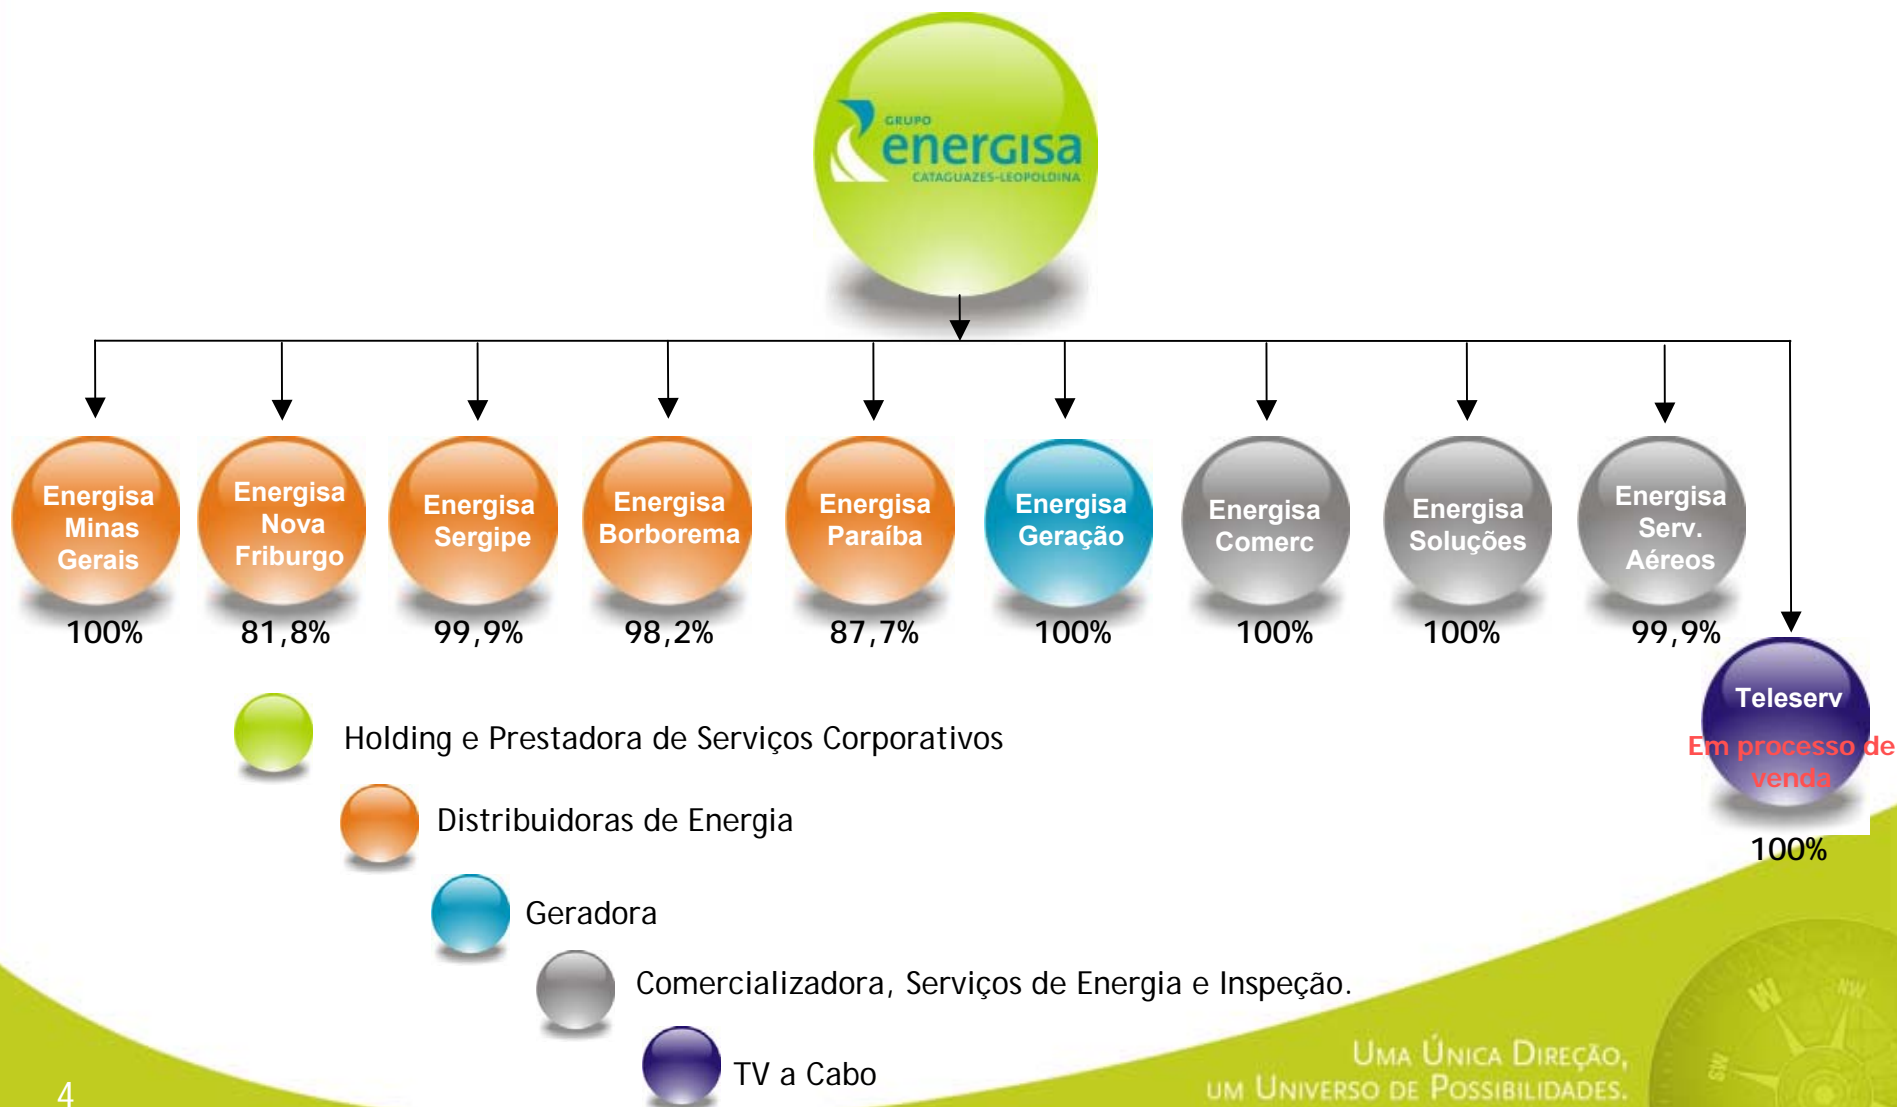 GRUPO
energisa
CATAGUAZES-LEOPOLDINA
Energisa
Minas
Gerais
100%
Energisa
Nova
Friburgo
81,8%
Energisa
Sergipe
99,9%
Energisa
Borborema
98,2%
Energisa
Paraíba
87,7%
Energisa
Geração
100%
Energisa
Comerc
100%
Energisa
Soluções
100%
Energisa
Serv.
Aéreos
99,9%
Teleserv
Em processo de
venda
100%
Holding e Prestadora de Serviços Corporativos
Distribuidoras de Energia
Geradora
Comercializadora, Serviços de Energia e Inspeção.
TV a Cabo
UMA ÚNICA DIREÇÃO,
UM UNIVERSO DE POSSIBILIDADES.
W
NW
SW
4